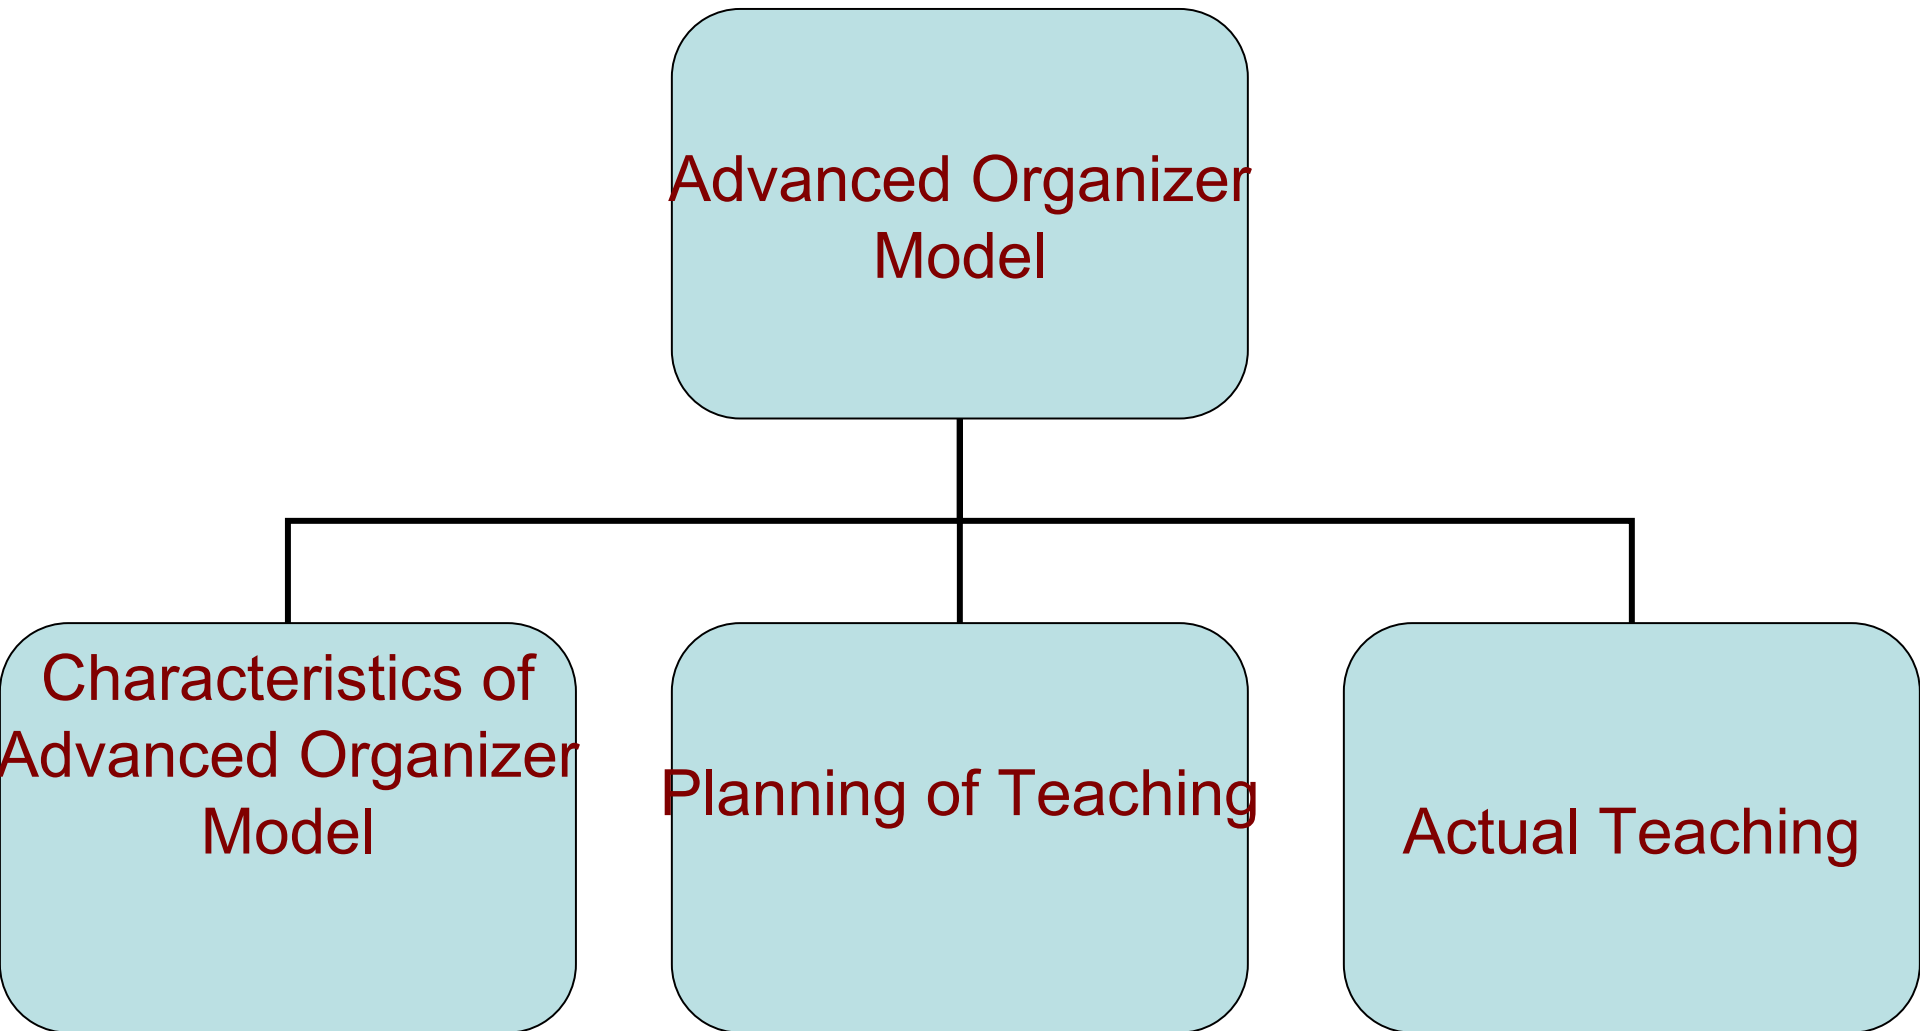 Advanced Organizer
Model
Characteristics of
Advanced Organizer
Model
Planning of Teaching
Actual Teaching